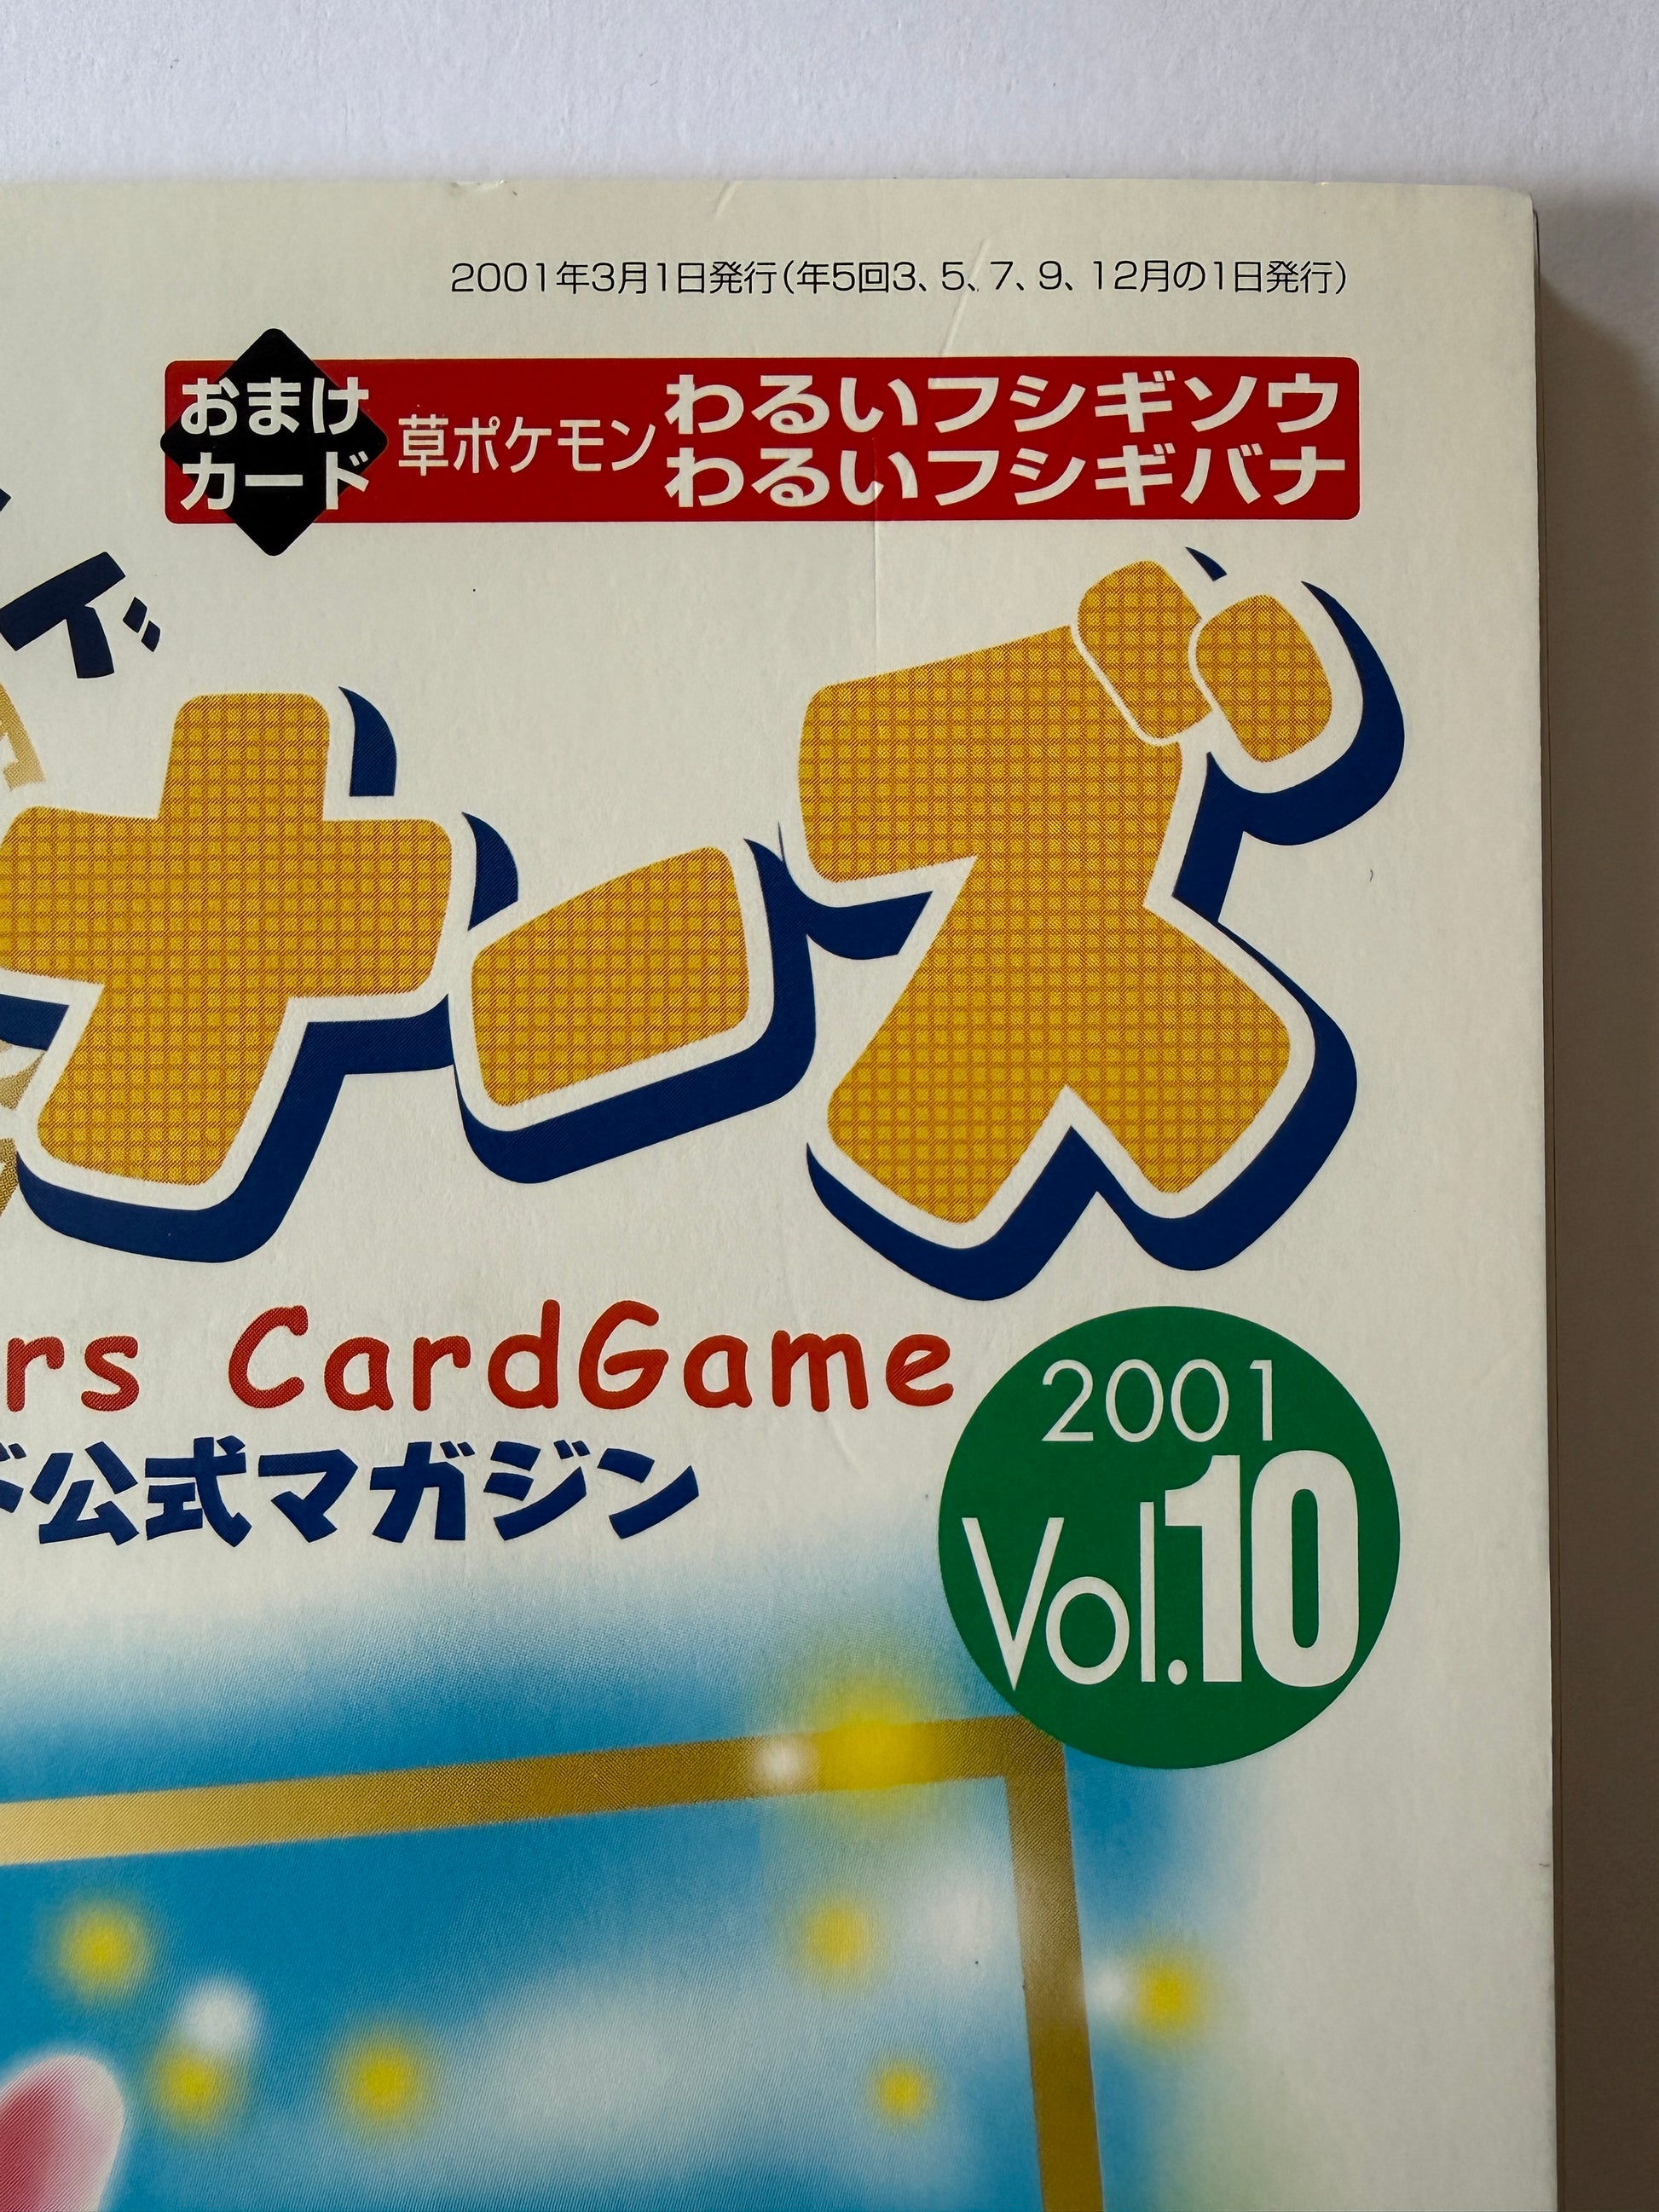 2001年3月1日発行(年5回3、5、7、9、12月の1日発行)
おまけ
カード
草ポケモン
わるいフシギソウ
わるいフシギバナ
ド
ナーズ
rs CardGame
ド公式マガジン
2001
Vol.10